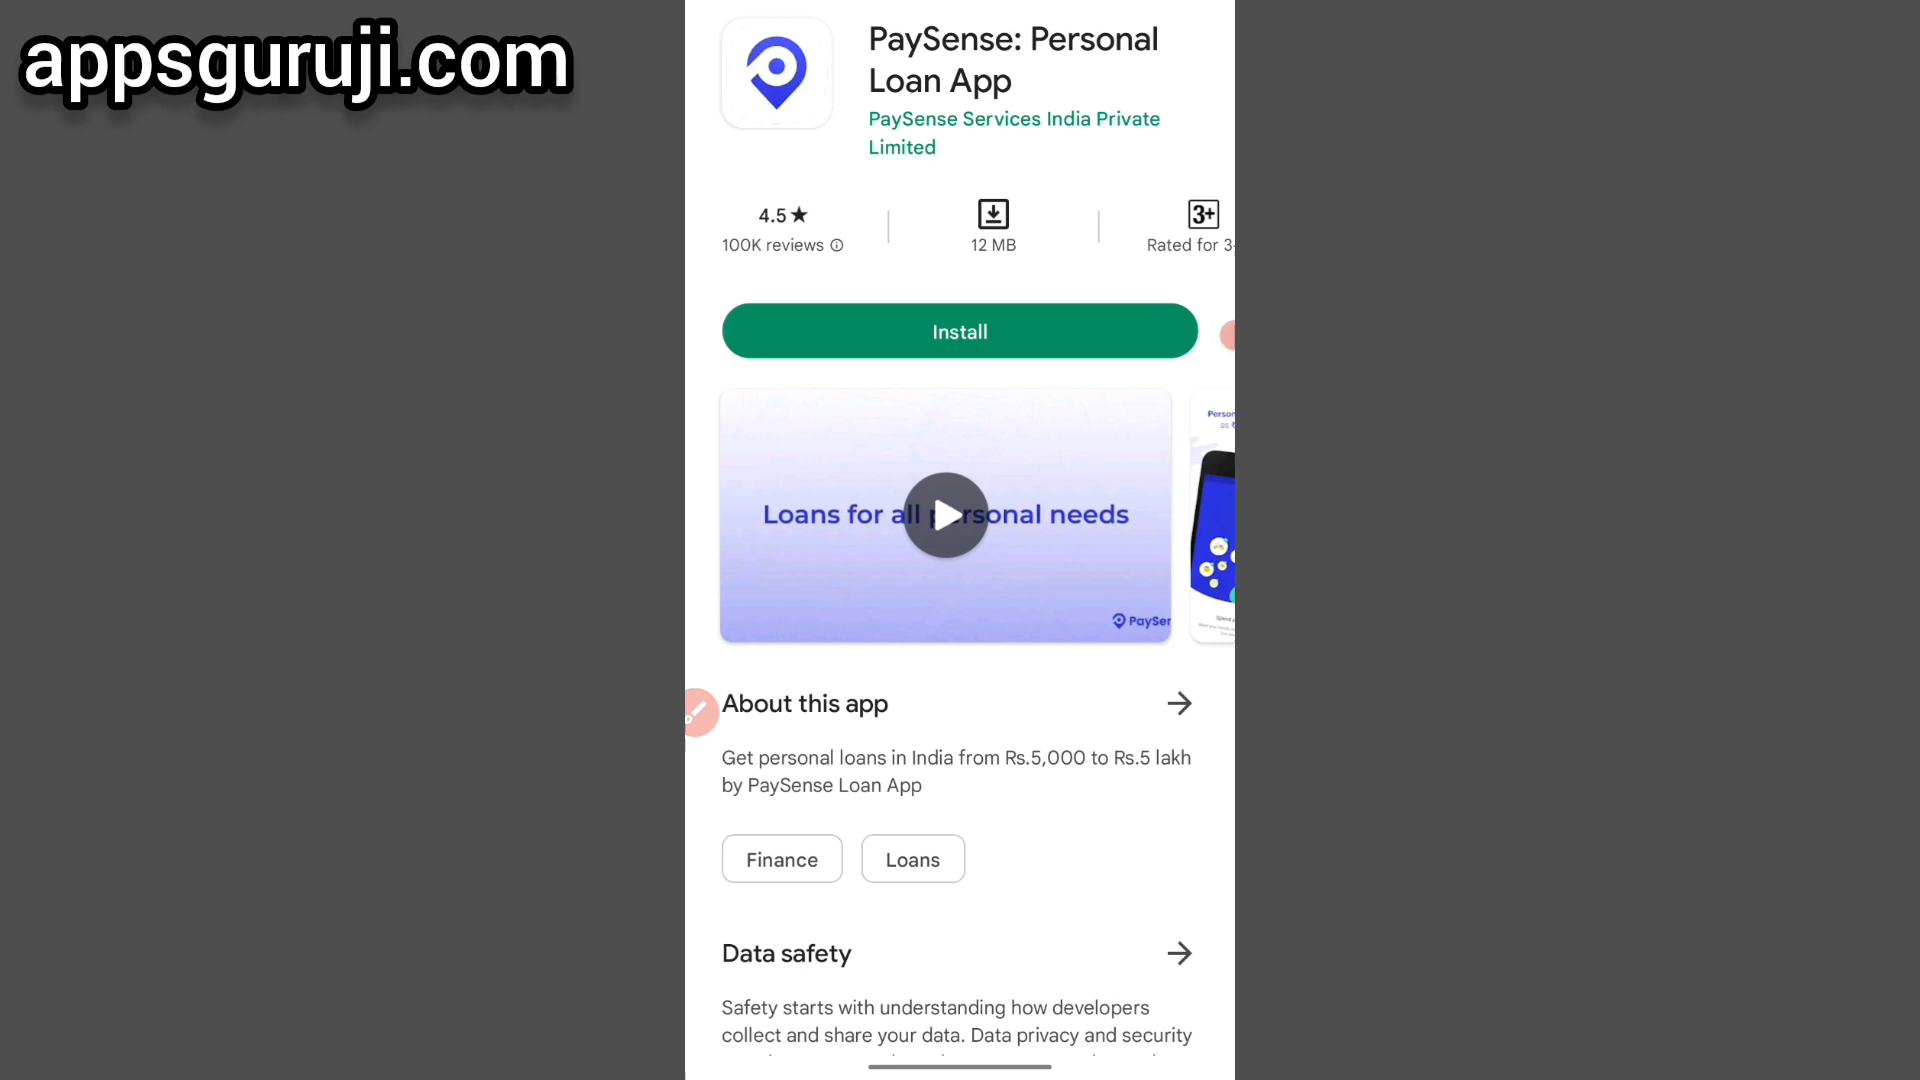 appsguruji.com
PaySense: Personal
Loan App
PaySense Services India Private
Limited
4.5★
100K reviews
12 MB
3+
Rated for 3
Install
Loans for all personal needs
PaySen
Person
as
About this app
Get personal loans in India from Rs.5,000 to Rs.5 lakh
by PaySense Loan App
Finance
Loans
Data safety
Safety starts with understanding how developers
collect and share your data. Data privacy and security